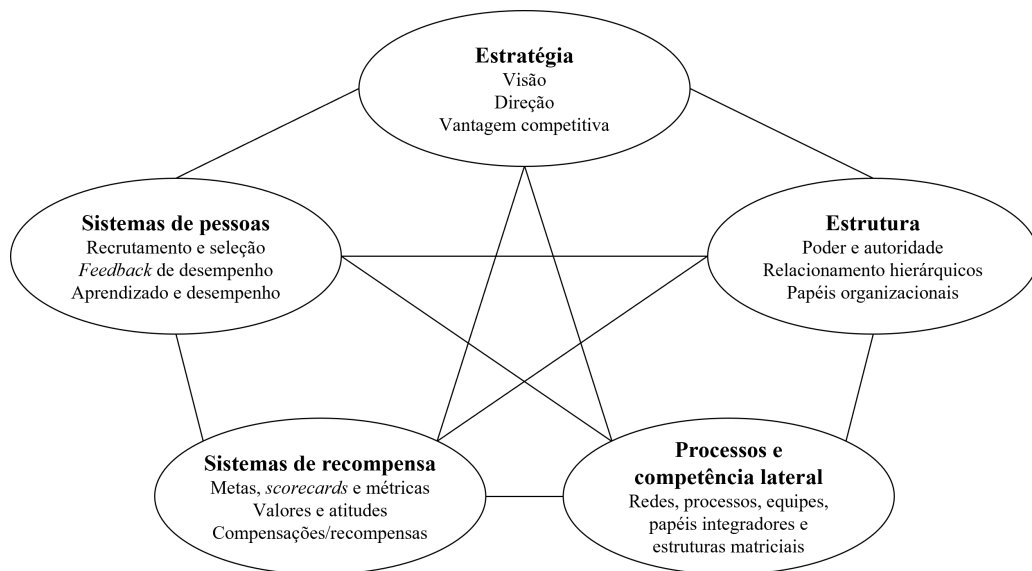 Estratégia
Visão
Direção
Vantagem competitiva
Sistemas de pessoas
Recrutamento e seleção
Feedback de desempenho
Aprendizado e desempenho
Estrutura
Poder e autoridade
Relacionamento hierárquicos
Papéis organizacionais
Sistemas de recompensa
Metas, scorecards e métricas
Valores e atitudes
Compensações/recompensas
Processos e
competência lateral
Redes, processos, equipes,
papéis integradores e
estruturas matriciais